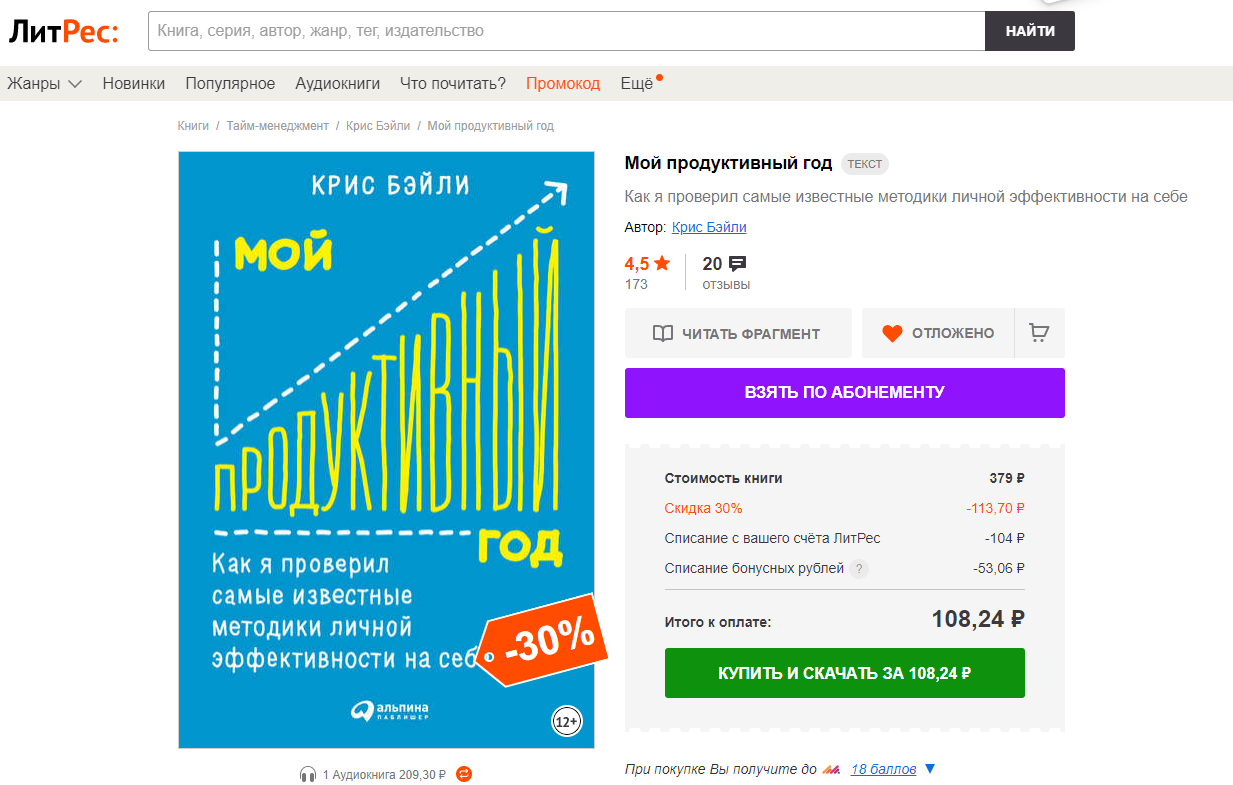 ЛитРес:
Книга, серия, автор, жанр, тег, издательство
НАЙТИ
Жанры Новинки Популярное Аудиокниги Что почитать? Промокод Ещё
Книги / Тайм-менеджмент / Крис Бэйли / Мой продуктивный год
КРИС БЭЙЛИ
МОЙ
ПРОДУКТИВНЫЙ
ГОД
Как я проверил
самые известные
методики личной
эффективности на себе
-30%
альпина
ПАБЛИШЕР
12+
1 Аудиокнига 209,30 ₽
Мой продуктивный год ТЕКСТ
Как я проверил самые известные методики личной эффективности на себе
Автор: Крис Бэйли
4,5 20
173 отзывы
ЧИТАТЬ ФРАГМЕНТ ОТЛОЖЕНО
ВЗЯТЬ ПО АБОНЕМЕНТУ
Стоимость книги 379 ₽
Скидка 30% -113,70 ₽
Списание с вашего счёта ЛитРес -104 ₽
Списание бонусных рублей ? -53,06 ₽
Итого к оплате: 108,24 ₽
КУПИТЬ И СКАЧАТЬ ЗА 108,24 ₽
При покупке Вы получите до 18 баллов ▼